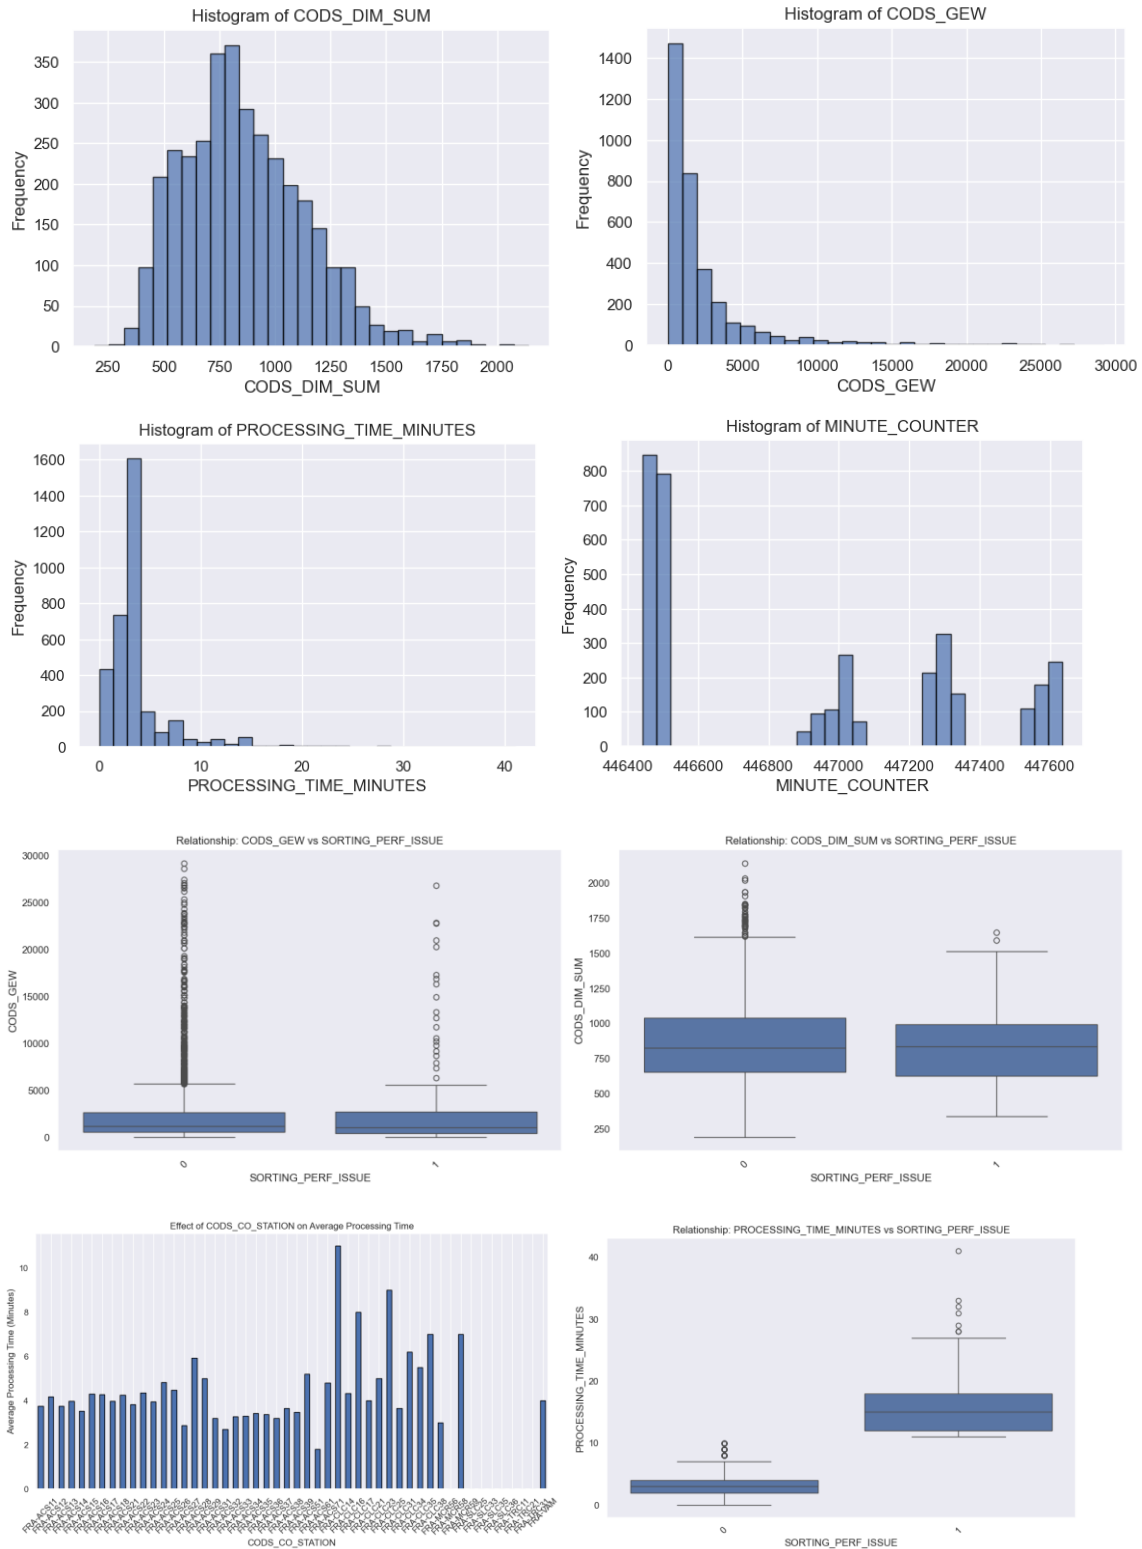 Histogram of CODS_DIM_SUM
350
300
250
200
150
100
50
0
Frequency
250 500 750 1000 1250 1500 1750 2000
CODS_DIM_SUM
Histogram of CODS_GEW
1400
1200
1000
800
600
400
200
0
Frequency
0 5000 10000 15000 20000 25000 30000
CODS_GEW
Histogram of PROCESSING_TIME_MINUTES
1600
1400
1200
1000
800
600
400
200
0
Frequency
0 10 20 30 40
PROCESSING_TIME_MINUTES
Histogram of MINUTE_COUNTER
800
700
600
500
400
300
200
100
0
Frequency
446400 446600 446800 447000 447200 447400 447600
MINUTE_COUNTER
Relationship: CODS_GEW vs SORTING_PERF_ISSUE
30000
25000
20000
15000
10000
5000
0
CODS_GEW
0 1
SORTING_PERF_ISSUE
Relationship: CODS_DIM_SUM vs SORTING_PERF_ISSUE
2000
1750
1500
1250
1000
750
500
250
CODS_DIM_SUM
0 1
SORTING_PERF_ISSUE
Effect of CODS_CO_STATION on Average Processing Time
10
8
6
4
2
0
Average Processing Time (Minutes)
CODS_CO_STATION
Relationship: PROCESSING_TIME_MINUTES vs SORTING_PERF_ISSUE
40
30
20
10
0
PROCESSING_TIME_MINUTES
0 1
SORTING_PERF_ISSUE